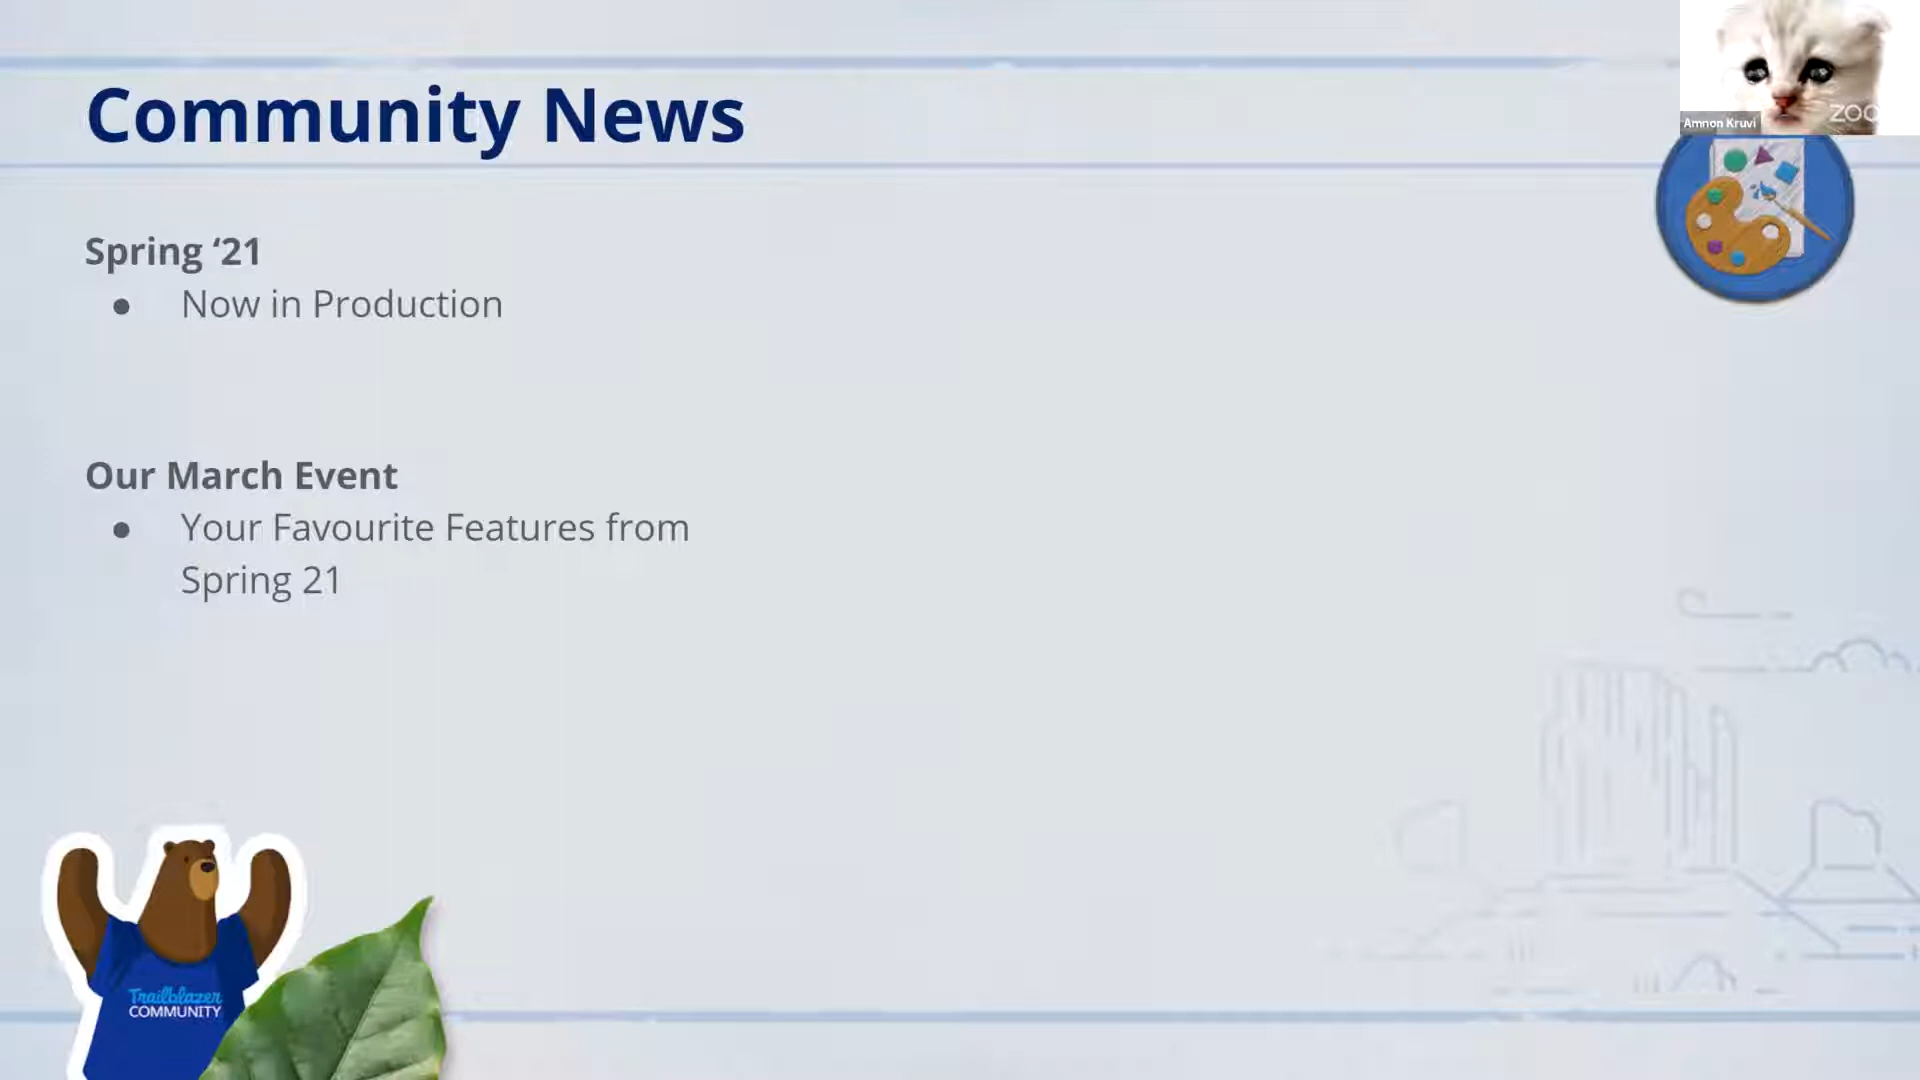 Community News
Amnon Kruvi
Spring ‘21
● Now in Production
Our March Event
● Your Favourite Features from
Spring 21
Trailblazer
COMMUNITY